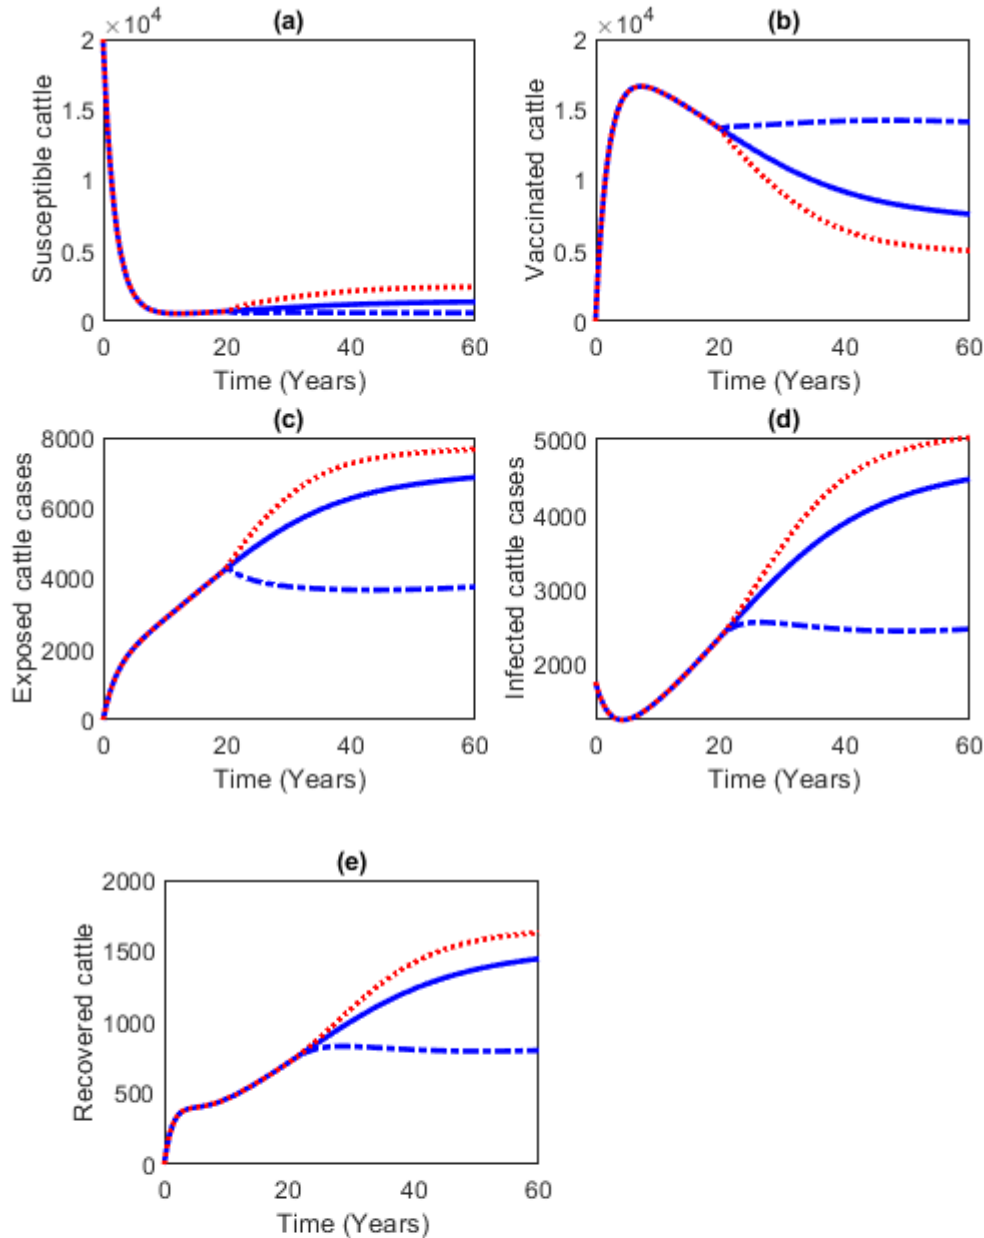 (a)
×10⁴
2
1.5
1
0.5
0
Susceptible cattle
0 20 40 60
Time (Years)
(b)
×10⁴
2
1.5
1
0.5
0
Vaccinated cattle
0 20 40 60
Time (Years)
(c)
8000
6000
4000
2000
0
Exposed cattle cases
0 20 40 60
Time (Years)
(d)
5000
4000
3000
2000
Infected cattle cases
0 20 40 60
Time (Years)
(e)
2000
1500
1000
500
0
Recovered cattle
0 20 40 60
Time (Years)